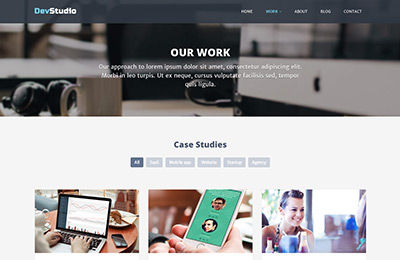 DevStudio
HOME WORK ABOUT BLOG CONTACT
OUR WORK
Our approach to lorem ipsum dolor sit amet, consectetur adipiscing elit.
Morbi in leo turpis. Ut ex neque, cursus vulputate facilisis sed, tempor
quis ligula.
Case Studies
All SaaS Mobile app Website Startup Agency